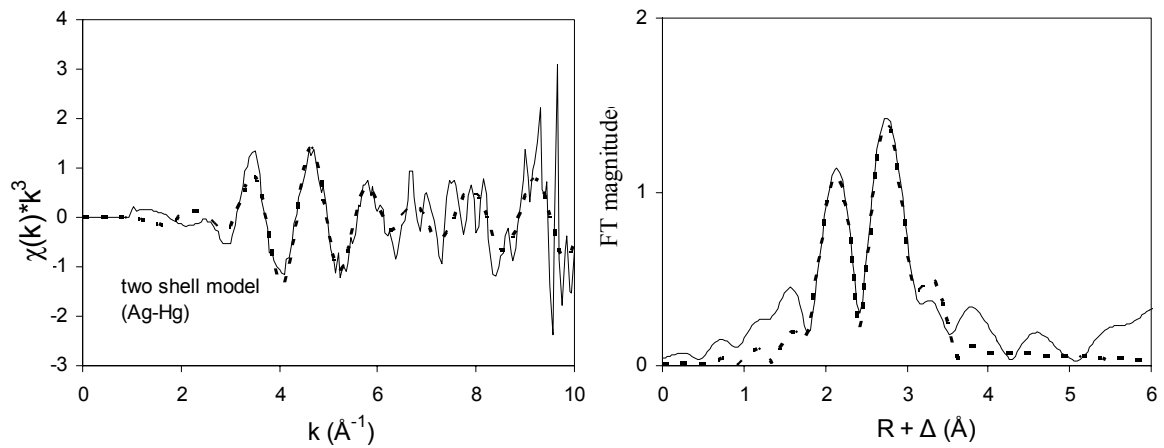 4
3
2
1
0
-1
-2
-3
χ(k)*k³
two shell model
(Ag-Hg)
0 2 4 6 8 10
k (Å⁻¹)
2
1
0
FT magnitude
0 1 2 3 4 5 6
R + Δ (Å)